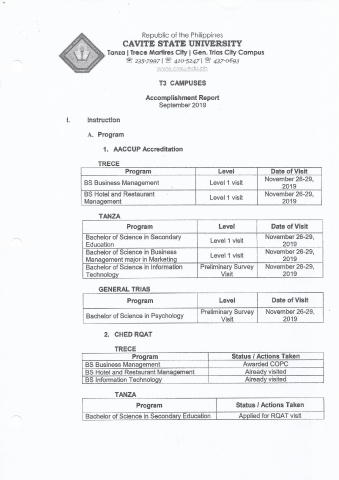 Republic of the Philippines
CAVITE STATE UNIVERSITY
Tanza | Trece Martires City | Gen. Trias City Campus
☏ 235-7997 | ☏ 410-5247 | ☏ 437-0693
www.cvsu.edu.ph
T3 CAMPUSES
Accomplishment Report
September 2019
I. Instruction
A. Program
1. AACCUP Accreditation
TRECE
Program Level Date of Visit
BS Business Management Level 1 visit November 26-29, 2019
BS Hotel and Restaurant Management Level 1 visit November 26-29, 2019
TANZA
Program Level Date of Visit
Bachelor of Science in Secondary Education Level 1 visit November 26-29, 2019
Bachelor of Science in Business Management major in Marketing Level 1 visit November 26-29, 2019
Bachelor of Science in Information Technology Preliminary Survey Visit November 26-29, 2019
GENERAL TRIAS
Program Level Date of Visit
Bachelor of Science in Psychology Preliminary Survey Visit November 26-29, 2019
2. CHED RQAT
TRECE
Program Status / Actions Taken
BS Business Management Awarded COPC
BS Hotel and Restaurant Management Already visited
BS Information Technology Already visited
TANZA
Program Status / Actions Taken
Bachelor of Science in Secondary Education Applied for RQAT visit